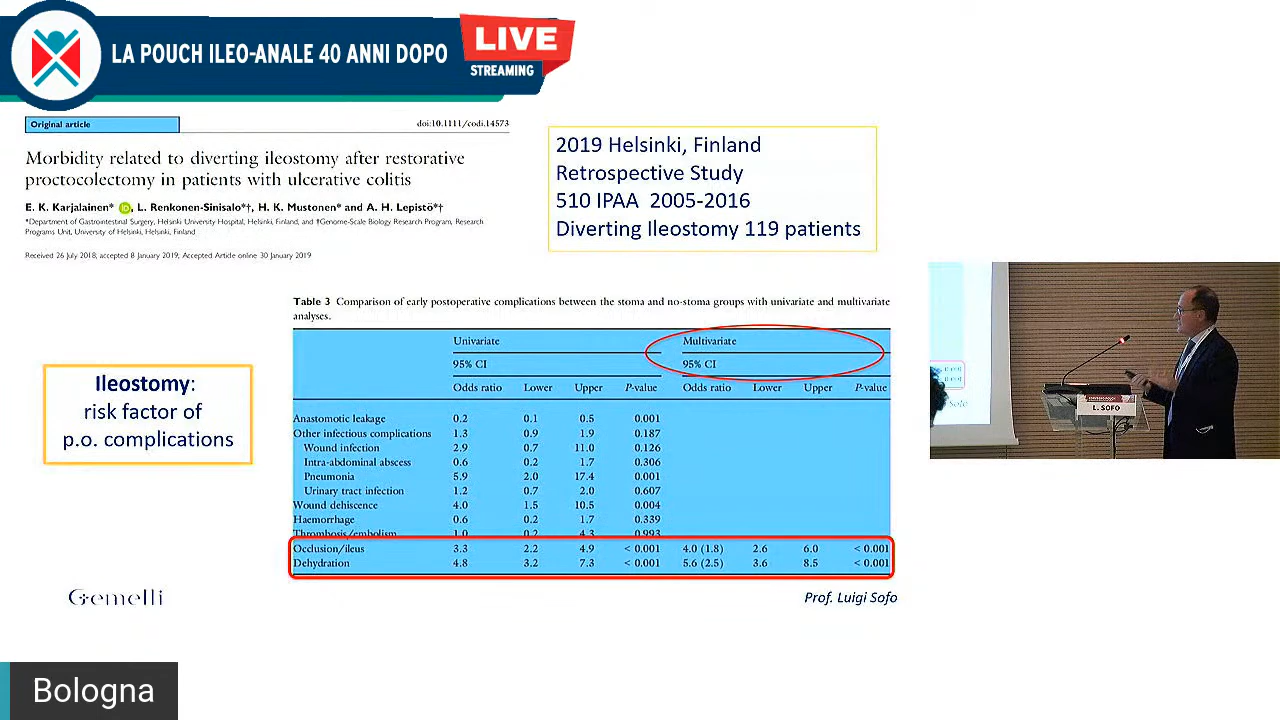 LA POUCH ILEO-ANALE 40 ANNI DOPO
LIVE
STREAMING
Original article
doi:10.1111/codi.14573
Morbidity related to diverting ileostomy after restorative
proctocolectomy in patients with ulcerative colitis
E. K. Karjalainen* iD, L. Renkonen-Sinisalo*†, H. K. Mustonen* and A. H. Lepistö*†
*Department of Gastrointestinal Surgery, Helsinki University Hospital, Helsinki, Finland, and †Genome-Scale Biology Research Program, Research
Programs Unit, University of Helsinki, Helsinki, Finland
Received 26 July 2018; accepted 8 January 2019; Accepted Article online 30 January 2019
2019 Helsinki, Finland
Retrospective Study
510 IPAA 2005-2016
Diverting Ileostomy 119 patients
Ileostomy:
risk factor of
p.o. complications
Table 3 Comparison of early postoperative complications between the stoma and no-stoma groups with univariate and multivariate
analyses.
Univariate Multivariate
95% CI 95% CI
Odds ratio Lower Upper P-value Odds ratio Lower Upper P-value
Anastomotic leakage 0.2 0.1 0.5 0.001
Other infectious complications 1.3 0.9 1.9 0.187
Wound infection 2.9 0.7 11.0 0.126
Intra-abdominal abscess 0.6 0.2 1.7 0.306
Pneumonia 5.9 2.0 17.4 0.001
Urinary tract infection 1.2 0.7 2.0 0.607
Wound dehiscence 4.0 1.5 10.5 0.004
Haemorrhage 0.6 0.2 1.7 0.339
Thrombosis/embolism 1.0 0.2 4.3 0.993
Occlusion/ileus 3.3 2.2 4.9 < 0.001 4.0 (1.8) 2.6 6.0 < 0.001
Dehydration 4.8 3.2 7.3 < 0.001 5.6 (2.5) 3.6 8.5 < 0.001
Gemelli
Prof. Luigi Sofo
L. SOFO
Bologna